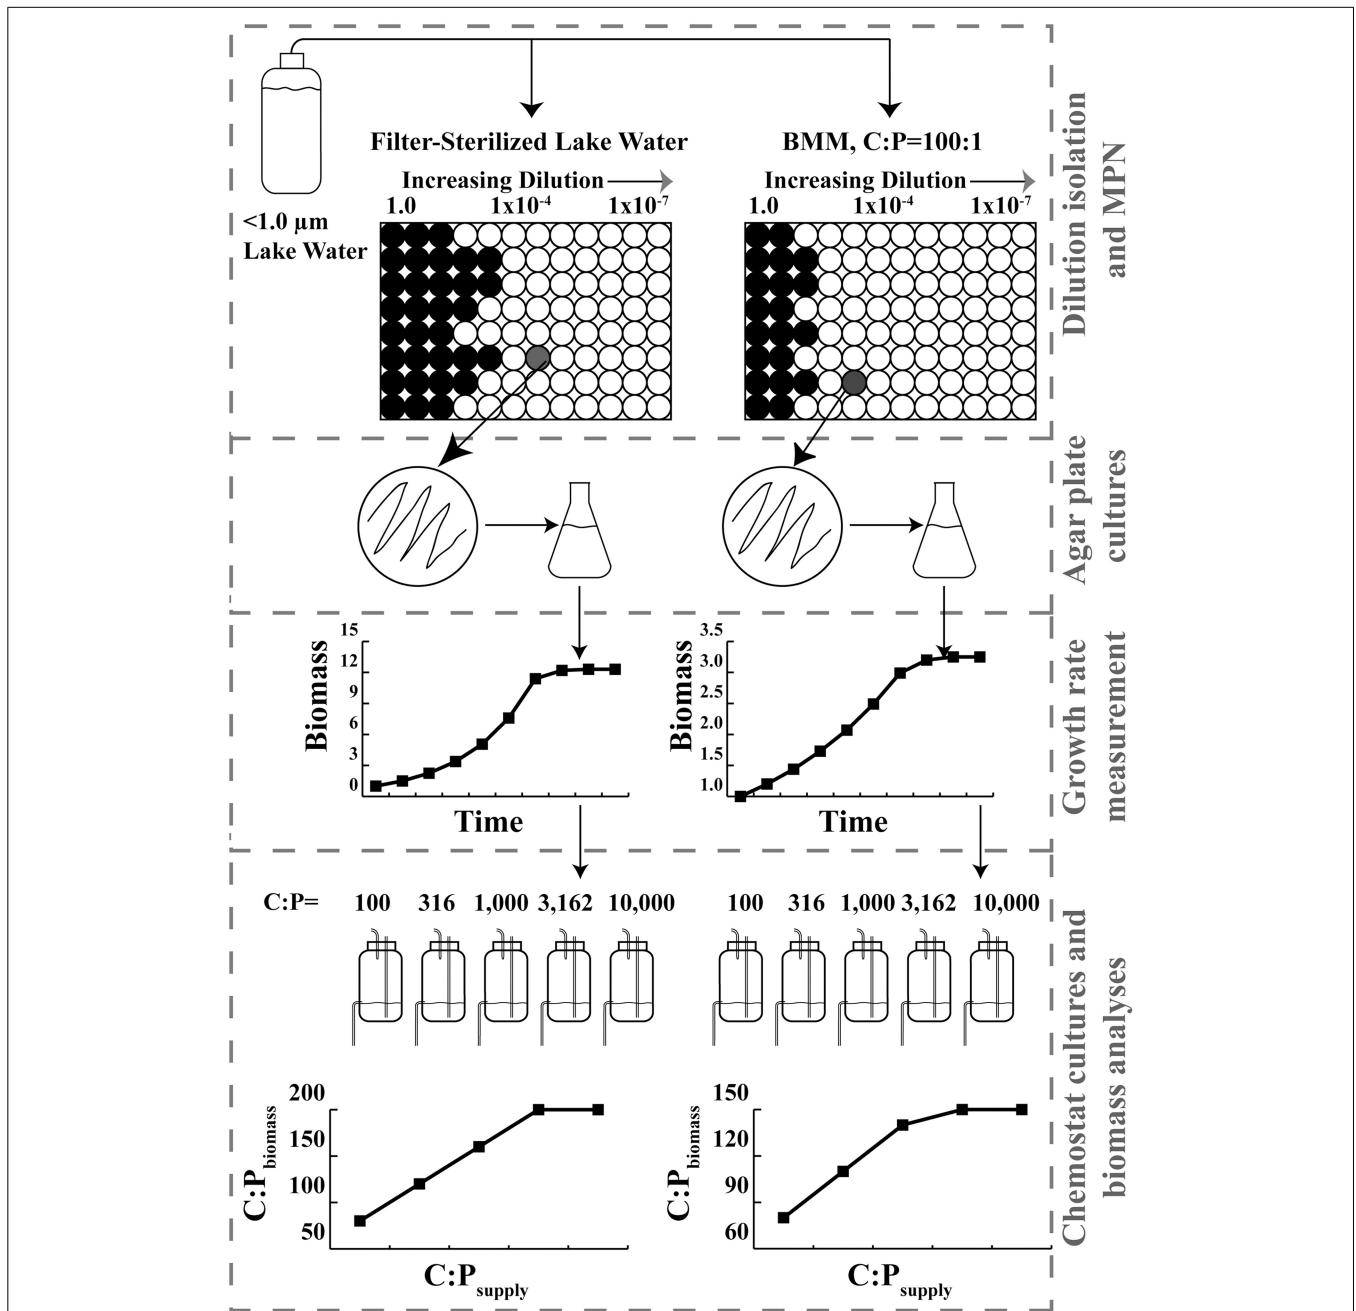 Filter-Sterilized Lake Water
BMM, C:P=100:1
Increasing Dilution
Increasing Dilution
1.0 1x10⁻⁴ 1x10⁻⁷
1.0 1x10⁻⁴ 1x10⁻⁷
<1.0 µm
Lake Water
Dilution isolation
and MPN
Agar plate
cultures
15
12
9
6
3
0
Biomass
Time
3.5
3.0
2.5
2.0
1.5
1.0
Biomass
Time
Growth rate
measurement
C:P= 100 316 1,000 3,162 10,000
100 316 1,000 3,162 10,000
200
150
100
50
C:Pbiomass
C:Psupply
150
120
90
60
C:Pbiomass
C:Psupply
Chemostat cultures and
biomass analyses